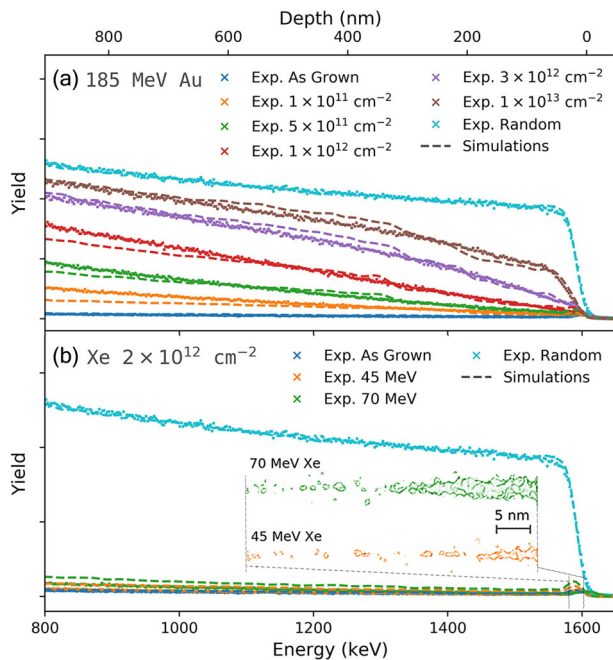 Depth (nm)
800 600 400 200 0
(a) 185 MeV Au
Exp. As Grown
Exp. 1 × 10¹¹ cm⁻²
Exp. 5 × 10¹¹ cm⁻²
Exp. 1 × 10¹² cm⁻²
Exp. 3 × 10¹² cm⁻²
Exp. 1 × 10¹³ cm⁻²
Exp. Random
Simulations
Yield
(b) Xe 2 × 10¹² cm⁻²
Exp. As Grown
Exp. 45 MeV
Exp. 70 MeV
Exp. Random
Simulations
Yield
70 MeV Xe
5 nm
45 MeV Xe
800 1000 1200 1400 1600
Energy (keV)